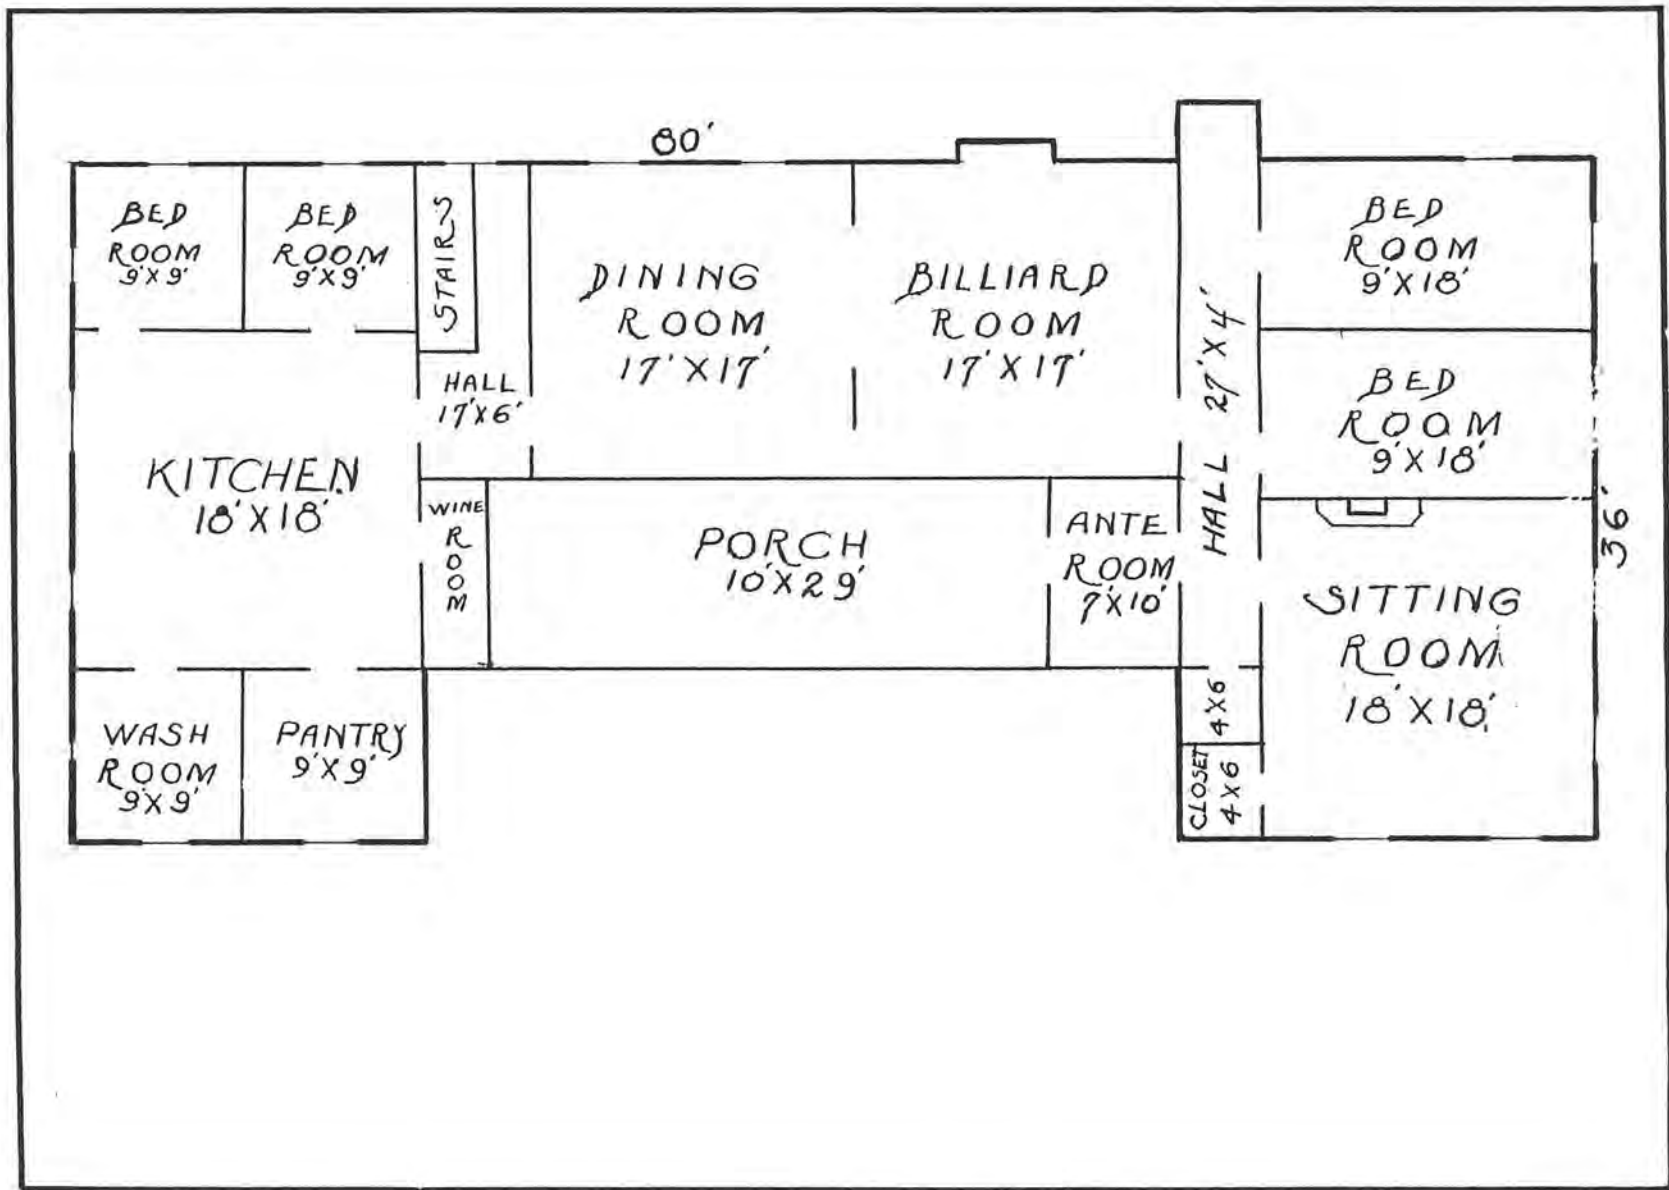 80'
BED
ROOM
9'X9'
BED
ROOM
9'X9'
STAIRS
HALL
17'X6'
DINING
ROOM
17'X17'
BILLIARD
ROOM
17'X17'
HALL 27'X4'
BED
ROOM
9'X18'
BED
ROOM
9'X18'
36'
KITCHEN
18'X18'
WINE
ROOM
PORCH
10'X29'
ANTE
ROOM
7'X10'
SITTING
ROOM
18'X18'
WASH
ROOM
9'X9'
PANTRY
9'X9'
4'X6
CLOSET
4X6